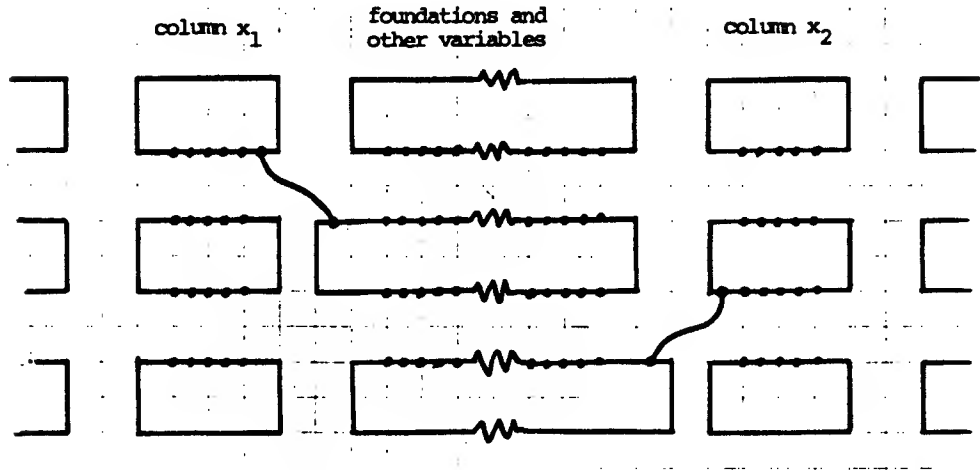 column x₁
foundations and
other variables
column x₂